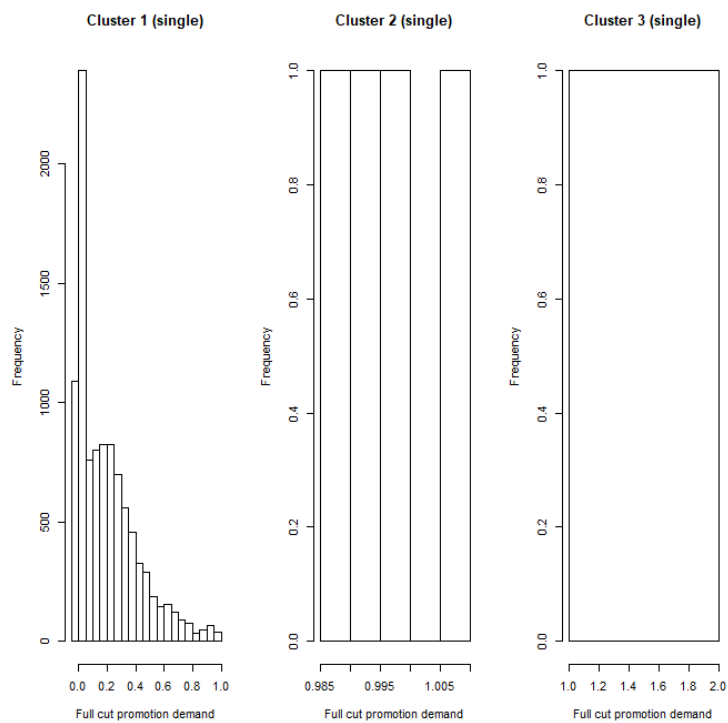 Cluster 1 (single)
Frequency
2000
1500
1000
500
0
0.0 0.2 0.4 0.6 0.8 1.0
Full cut promotion demand
Cluster 2 (single)
Frequency
1.0
0.8
0.6
0.4
0.2
0.0
0.985 0.995 1.005
Full cut promotion demand
Cluster 3 (single)
Frequency
1.0
0.8
0.6
0.4
0.2
0.0
1.0 1.2 1.4 1.6 1.8 2.0
Full cut promotion demand